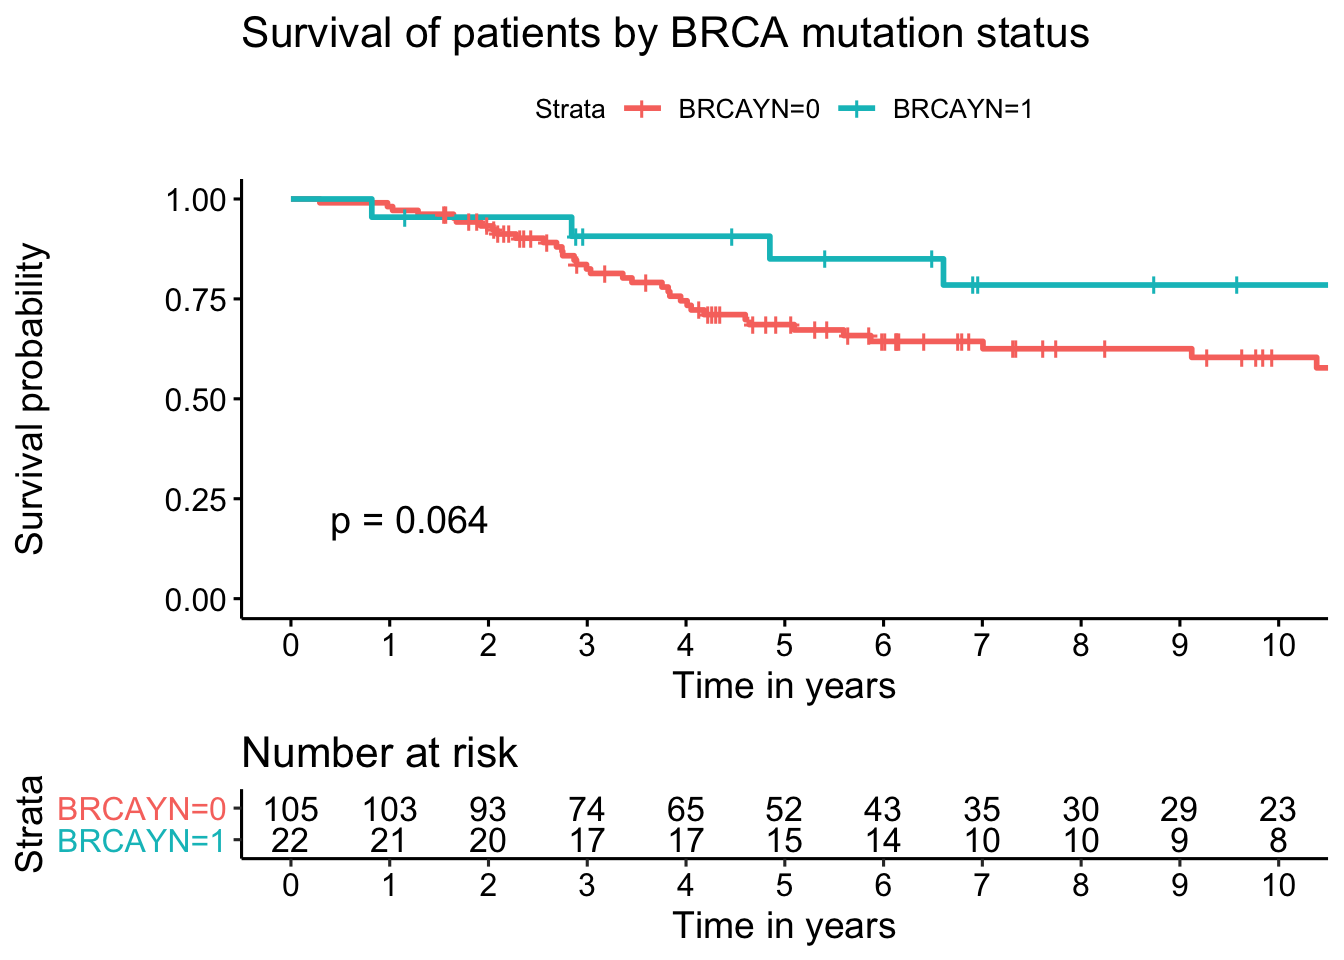 Survival of patients by BRCA mutation status
Strata BRCAYN=0 BRCAYN=1
Survival probability
1.00
0.75
0.50
0.25
0.00
p = 0.064
0 1 2 3 4 5 6 7 8 9 10
Time in years
Number at risk
Strata
BRCAYN=0 105 103 93 74 65 52 43 35 30 29 23
BRCAYN=1 22 21 20 17 17 15 14 10 10 9 8
0 1 2 3 4 5 6 7 8 9 10
Time in years